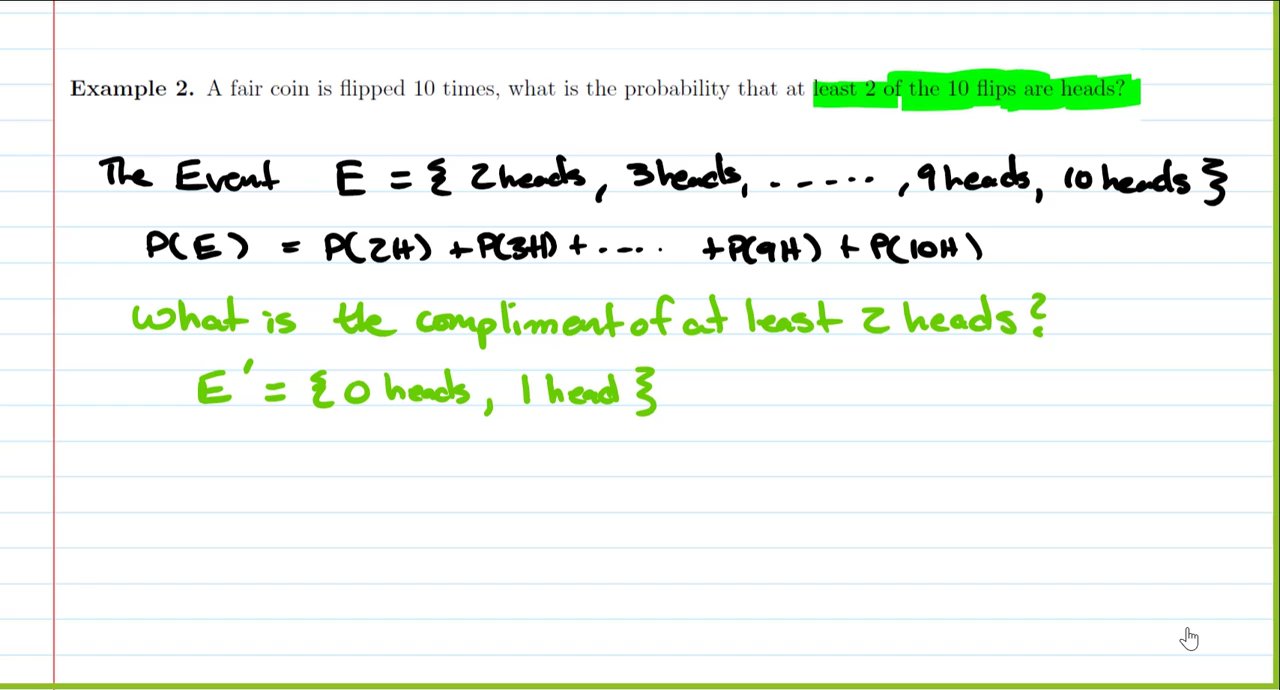 Example 2. A fair coin is flipped 10 times, what is the probability that at least 2 of the 10 flips are heads?
The Event E = { 2 heads, 3 heads, ........., 9 heads, 10 heads }
P(E) = P(2H) + P(3H) + ..... + P(9H) + P(10H)
What is the compliment of at least 2 heads?
E' = { 0 heads, 1 head }